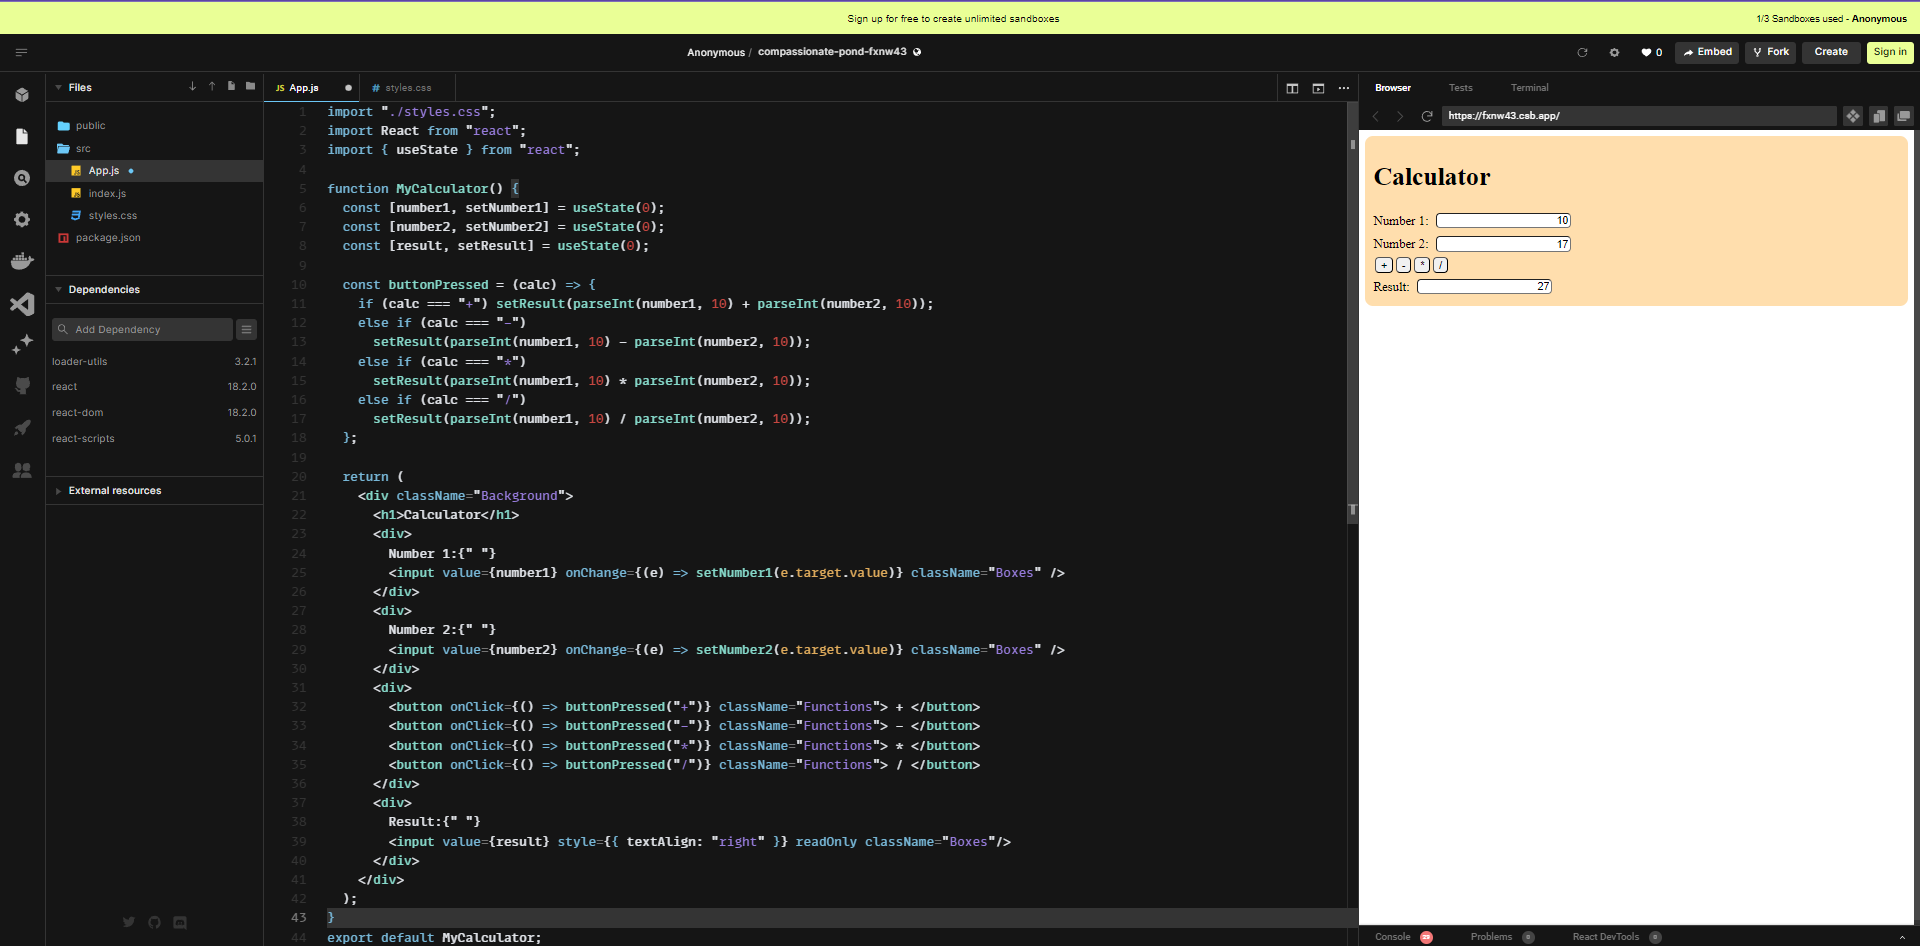 Sign up for free to create unlimited sandboxes
1/3 Sandboxes used - Anonymous
Anonymous / compassionate-pond-fxnw43
0
Embed
Fork
Create
Sign in
Files
public
src
App.js
index.js
styles.css
package.json
Dependencies
Add Dependency
loader-utils 3.2.1
react 18.2.0
react-dom 18.2.0
react-scripts 5.0.1
External resources
JS App.js
# styles.css
1 import "./styles.css";
2 import React from "react";
3 import { useState } from "react";
4
5 function MyCalculator() {
6 const [number1, setNumber1] = useState(0);
7 const [number2, setNumber2] = useState(0);
8 const [result, setResult] = useState(0);
9
10 const buttonPressed = (calc) => {
11 if (calc === "+") setResult(parseInt(number1, 10) + parseInt(number2, 10));
12 else if (calc === "-")
13 setResult(parseInt(number1, 10) - parseInt(number2, 10));
14 else if (calc === "*")
15 setResult(parseInt(number1, 10) * parseInt(number2, 10));
16 else if (calc === "/")
17 setResult(parseInt(number1, 10) / parseInt(number2, 10));
18 };
19
20 return (
21 <div className="Background">
22 <h1>Calculator</h1>
23 <div>
24 Number 1:{" "}
25 <input value={number1} onChange={(e) => setNumber1(e.target.value)} className="Boxes" />
26 </div>
27 <div>
28 Number 2:{" "}
29 <input value={number2} onChange={(e) => setNumber2(e.target.value)} className="Boxes" />
30 </div>
31 <div>
32 <button onClick={() => buttonPressed("+")} className="Functions"> + </button>
33 <button onClick={() => buttonPressed("-")} className="Functions"> - </button>
34 <button onClick={() => buttonPressed("*")} className="Functions"> * </button>
35 <button onClick={() => buttonPressed("/")} className="Functions"> / </button>
36 </div>
37 <div>
38 Result:{" "}
39 <input value={result} style={{ textAlign: "right" }} readOnly className="Boxes"/>
40 </div>
41 </div>
42 );
43 }
44 export default MyCalculator;
Browser
Tests
Terminal
https://fxnw43.csb.app/
Calculator
Number 1: 10
Number 2: 17
+ - * /
Result: 27
Console
Problems 0
React DevTools 0